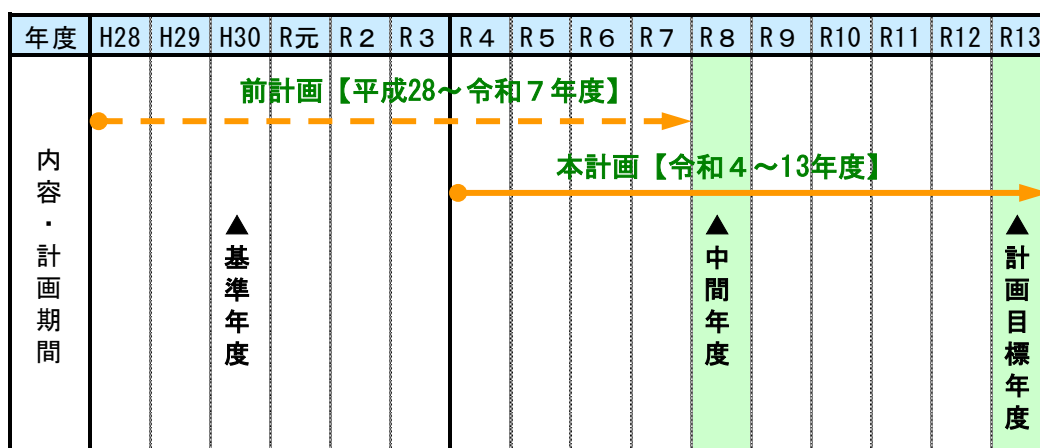 年度 H28 H29 H30 R元 R２ R３ R４ R５ R６ R７ R８ R９ R10 R11 R12 R13
前計画【平成28～令和７年度】
本計画【令和４～13年度】
内容・計画期間
▲基準年度
▲中間年度
▲計画目標年度